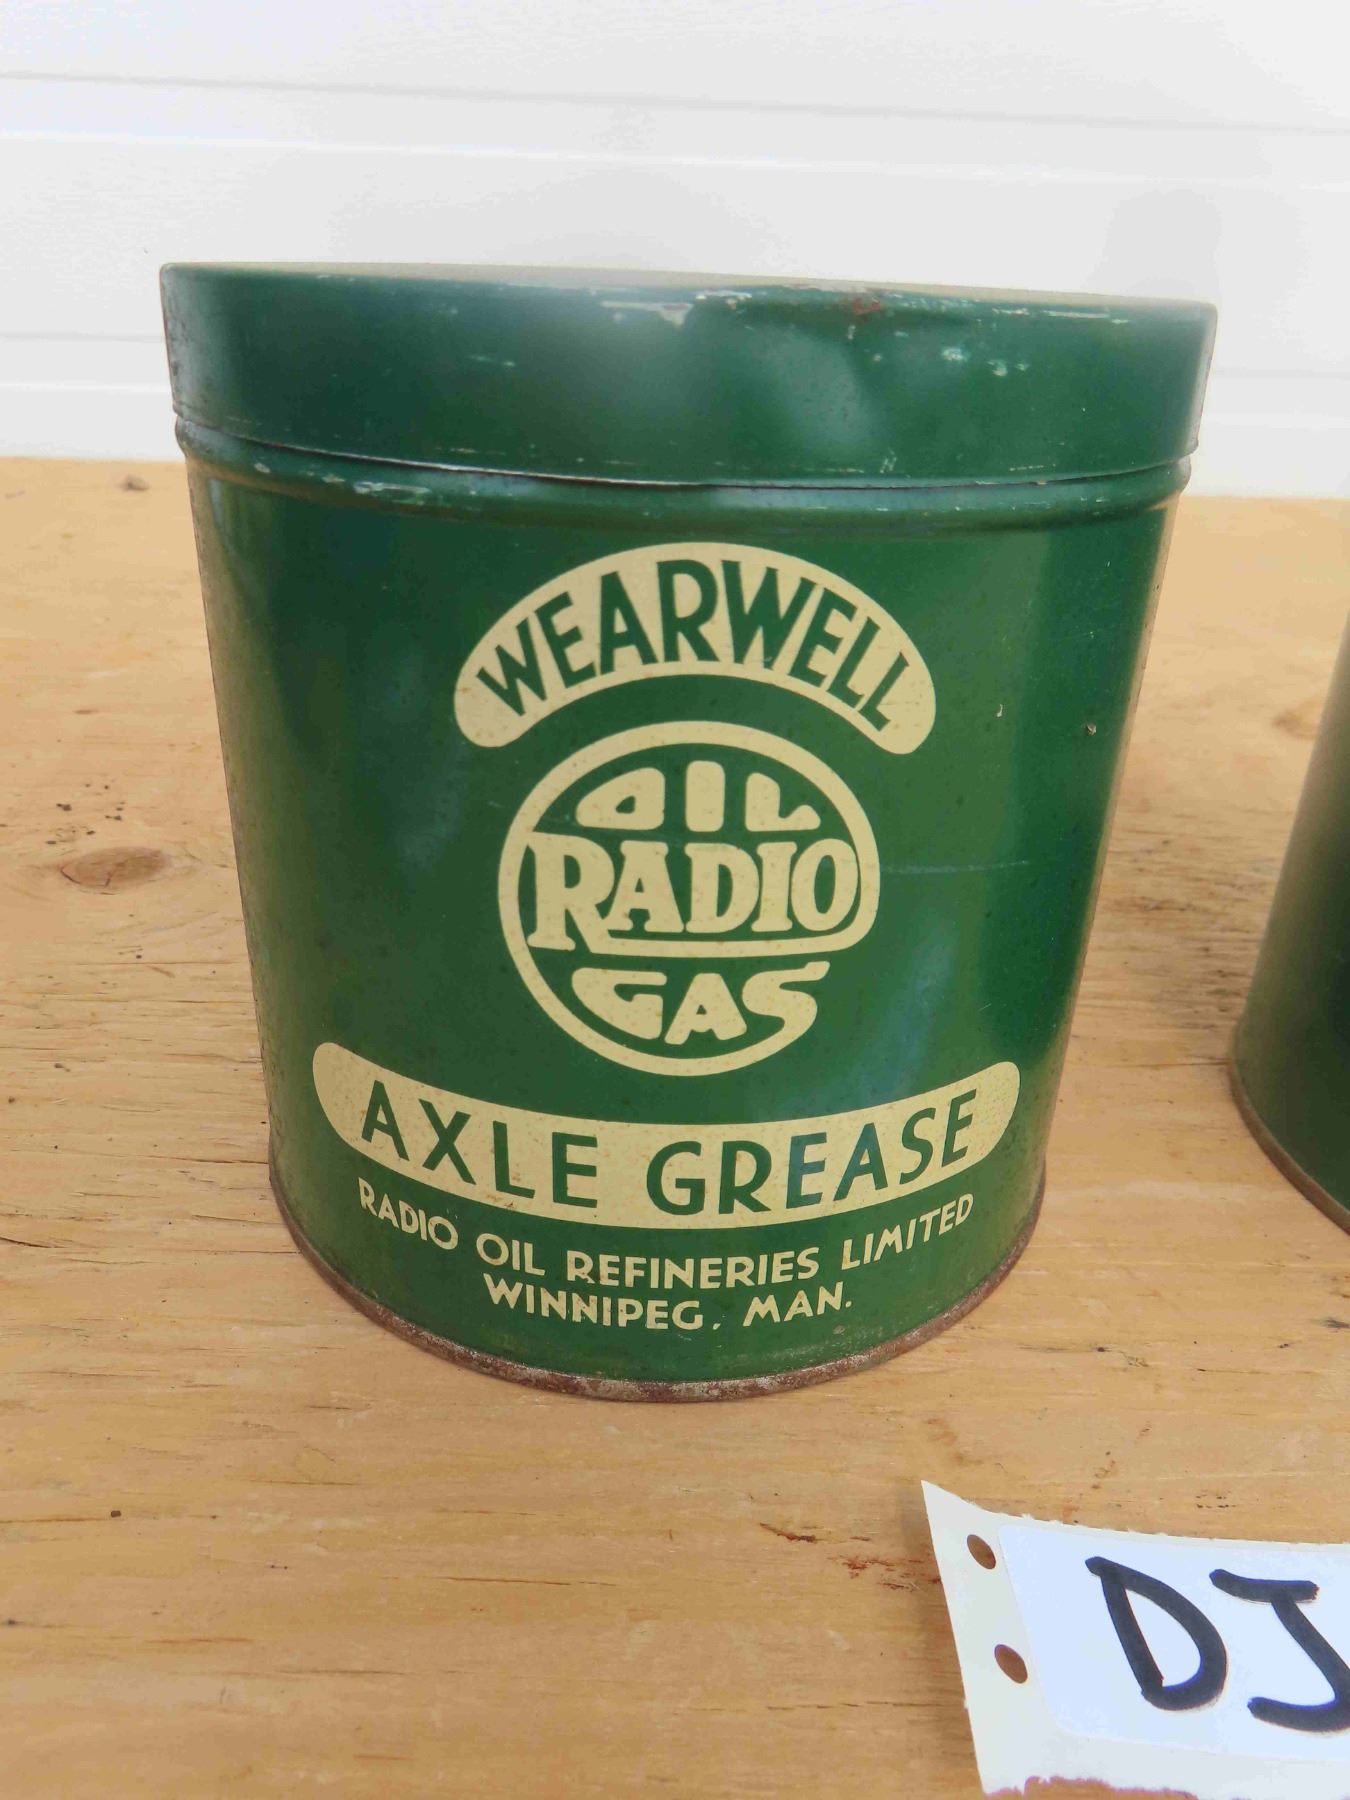 WEARWELL
OIL
RADIO
GAS
AXLE GREASE
RADIO OIL REFINERIES LIMITED
WINNIPEG, MAN.
DJ